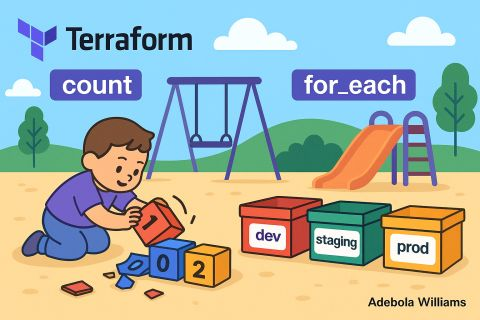 Terraform
count
for_each
1
0
2
dev
staging
prod
Adebola Williams